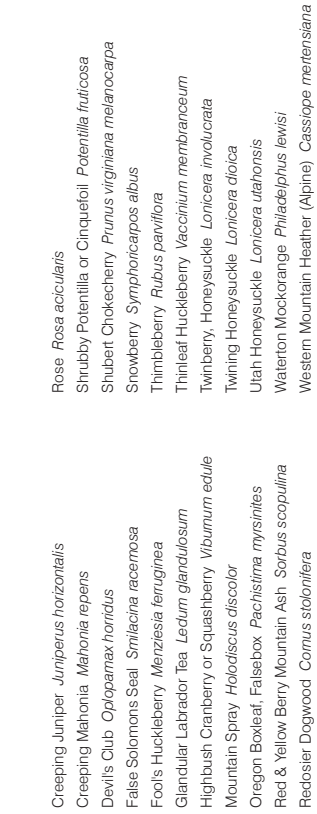 Creeping Juniper Juniperus horizontalis
Creeping Mahonia Mahonia repens
Devil's Club Oplopamax horridus
False Solomons Seal Smilacina racemosa
Fool's Huckleberry Menziesia ferruginea
Glandular Labrador Tea Ledum glandulosum
Highbush Cranberry or Squashberry Viburnum edule
Mountain Spray Holodiscus discolor
Oregon Boxleaf, Falsebox Pachistima myrsinites
Red & Yellow Berry Mountain Ash Sorbus scopulina
Redosier Dogwood Cornus stolonifera
Rose Rosa acicularis
Shrubby Potentilla or Cinquefoil Potentilla fruticosa
Shubert Chokecherry Prunus virginiana melanocarpa
Snowberry Symphoricarpos albus
Thimbleberry Rubus parviflora
Thinleaf Huckleberry Vaccinium membranceum
Twinberry, Honeysuckle Lonicera involucrata
Twining Honeysuckle Lonicera dioica
Utah Honeysuckle Lonicera utahonsis
Waterton Mockorange Philadelphus lewisi
Western Mountain Heather (Alpine) Cassiope mertensiana